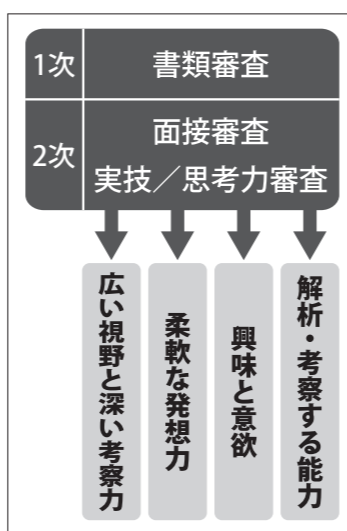 1次
書類審査
2次
面接審査
実技／思考力審査
広い視野と深い考察力
柔軟な発想力
興味と意欲
解析・考察する能力